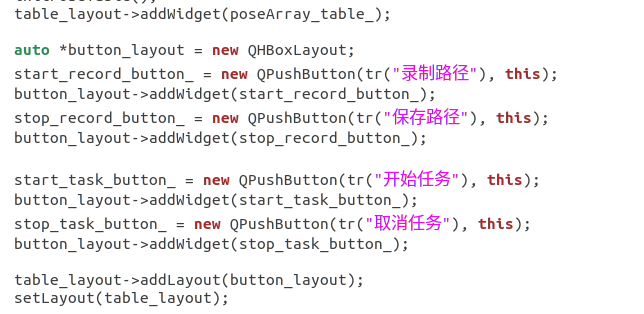 table_layout->addWidget(poseArray_table_);
auto *button_layout = new QHBoxLayout;
start_record_button_ = new QPushButton(tr("录制路径"), this);
button_layout->addWidget(start_record_button_);
stop_record_button_ = new QPushButton(tr("保存路径"), this);
button_layout->addWidget(stop_record_button_);
start_task_button_ = new QPushButton(tr("开始任务"), this);
button_layout->addWidget(start_task_button_);
stop_task_button_ = new QPushButton(tr("取消任务"), this);
button_layout->addWidget(stop_task_button_);
table_layout->addLayout(button_layout);
setLayout(table_layout);